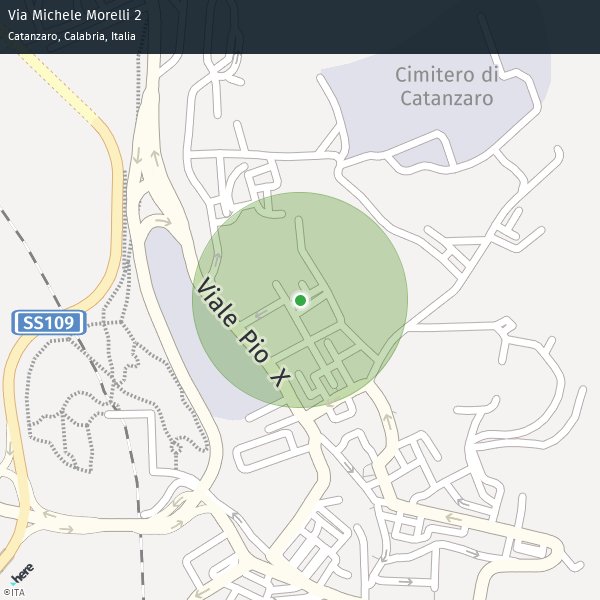 Via Michele Morelli 2
Catanzaro, Calabria, Italia
Cimitero di
Catanzaro
Viale Pio X
SS109
here
©ITA